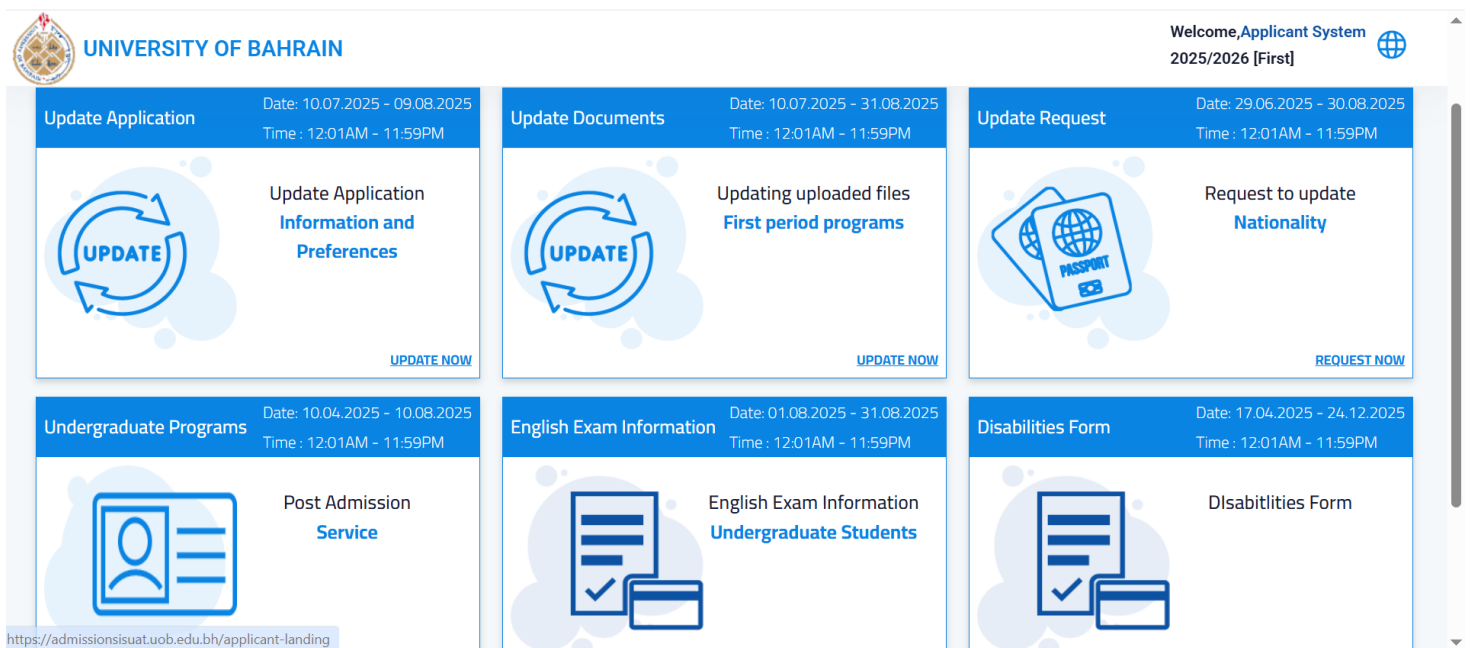 UNIVERSITY OF BAHRAIN
Welcome,Applicant System
2025/2026 [First]
Update Application
Date: 10.07.2025 - 09.08.2025
Time : 12:01AM - 11:59PM
UPDATE
Update Application
Information and
Preferences
UPDATE NOW
Update Documents
Date: 10.07.2025 - 31.08.2025
Time : 12:01AM - 11:59PM
UPDATE
Updating uploaded files
First period programs
UPDATE NOW
Update Request
Date: 29.06.2025 - 30.08.2025
Time : 12:01AM - 11:59PM
PASSPORT
Request to update
Nationality
REQUEST NOW
Undergraduate Programs
Date: 10.04.2025 - 10.08.2025
Time : 12:01AM - 11:59PM
Post Admission
Service
English Exam Information
Date: 01.08.2025 - 31.08.2025
Time : 12:01AM - 11:59PM
English Exam Information
Undergraduate Students
Disabilities Form
Date: 17.04.2025 - 24.12.2025
Time : 12:01AM - 11:59PM
DIsabitlities Form
https://admissionsisuat.uob.edu.bh/applicant-landing